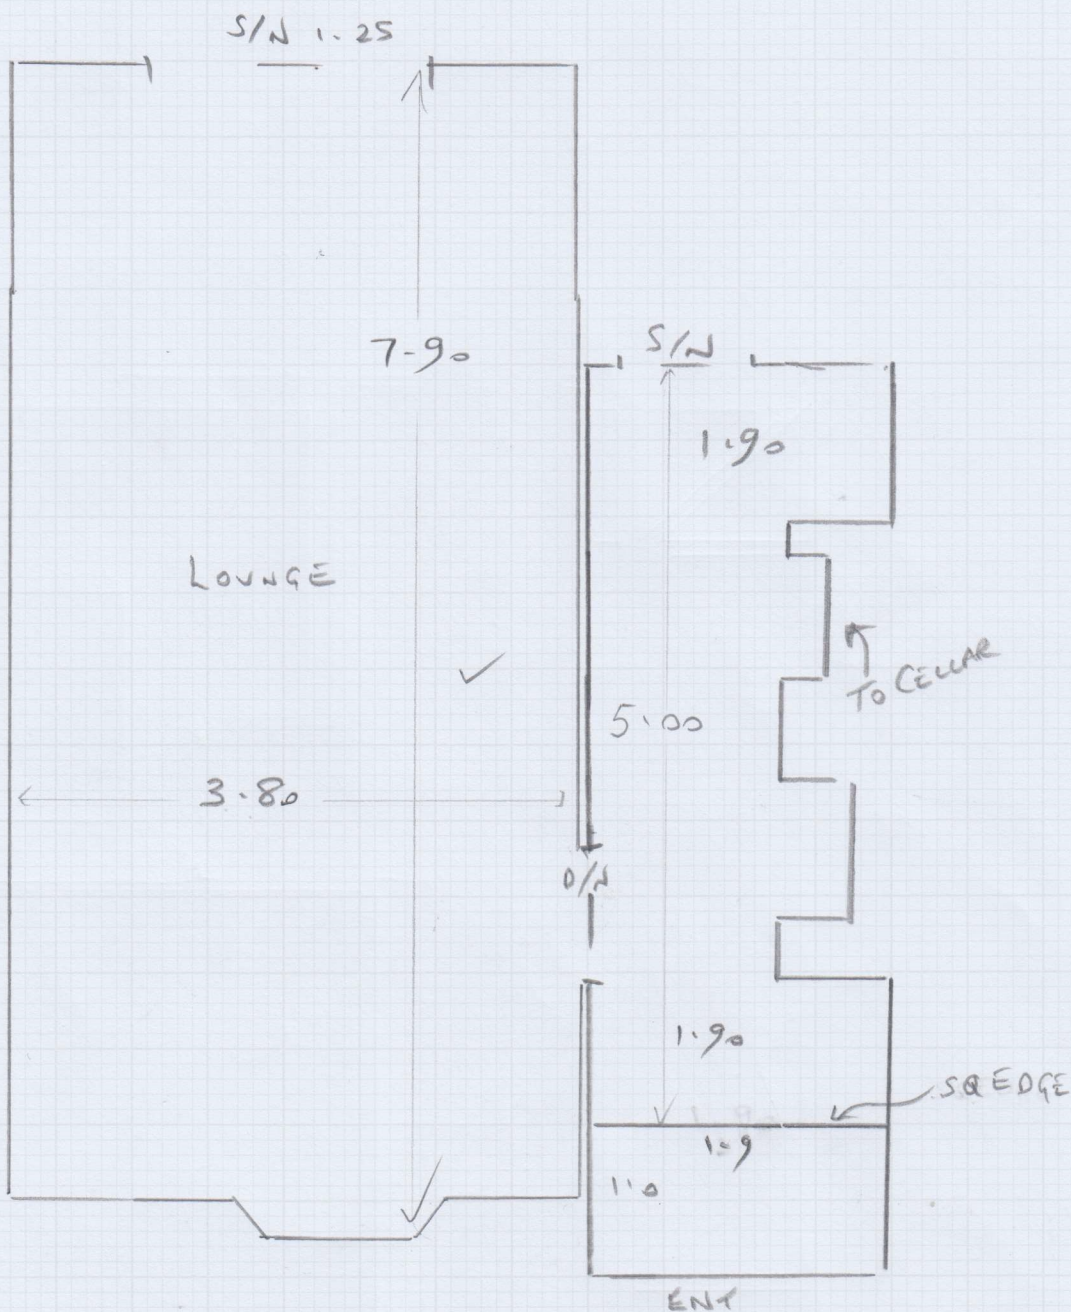 S/N 1.25
7.90
S/N
1.90
LOUNGE
TO CELLAR
5.00
3.80
D/N
1.90
SQ EDGE
1.9
1.0
ENT